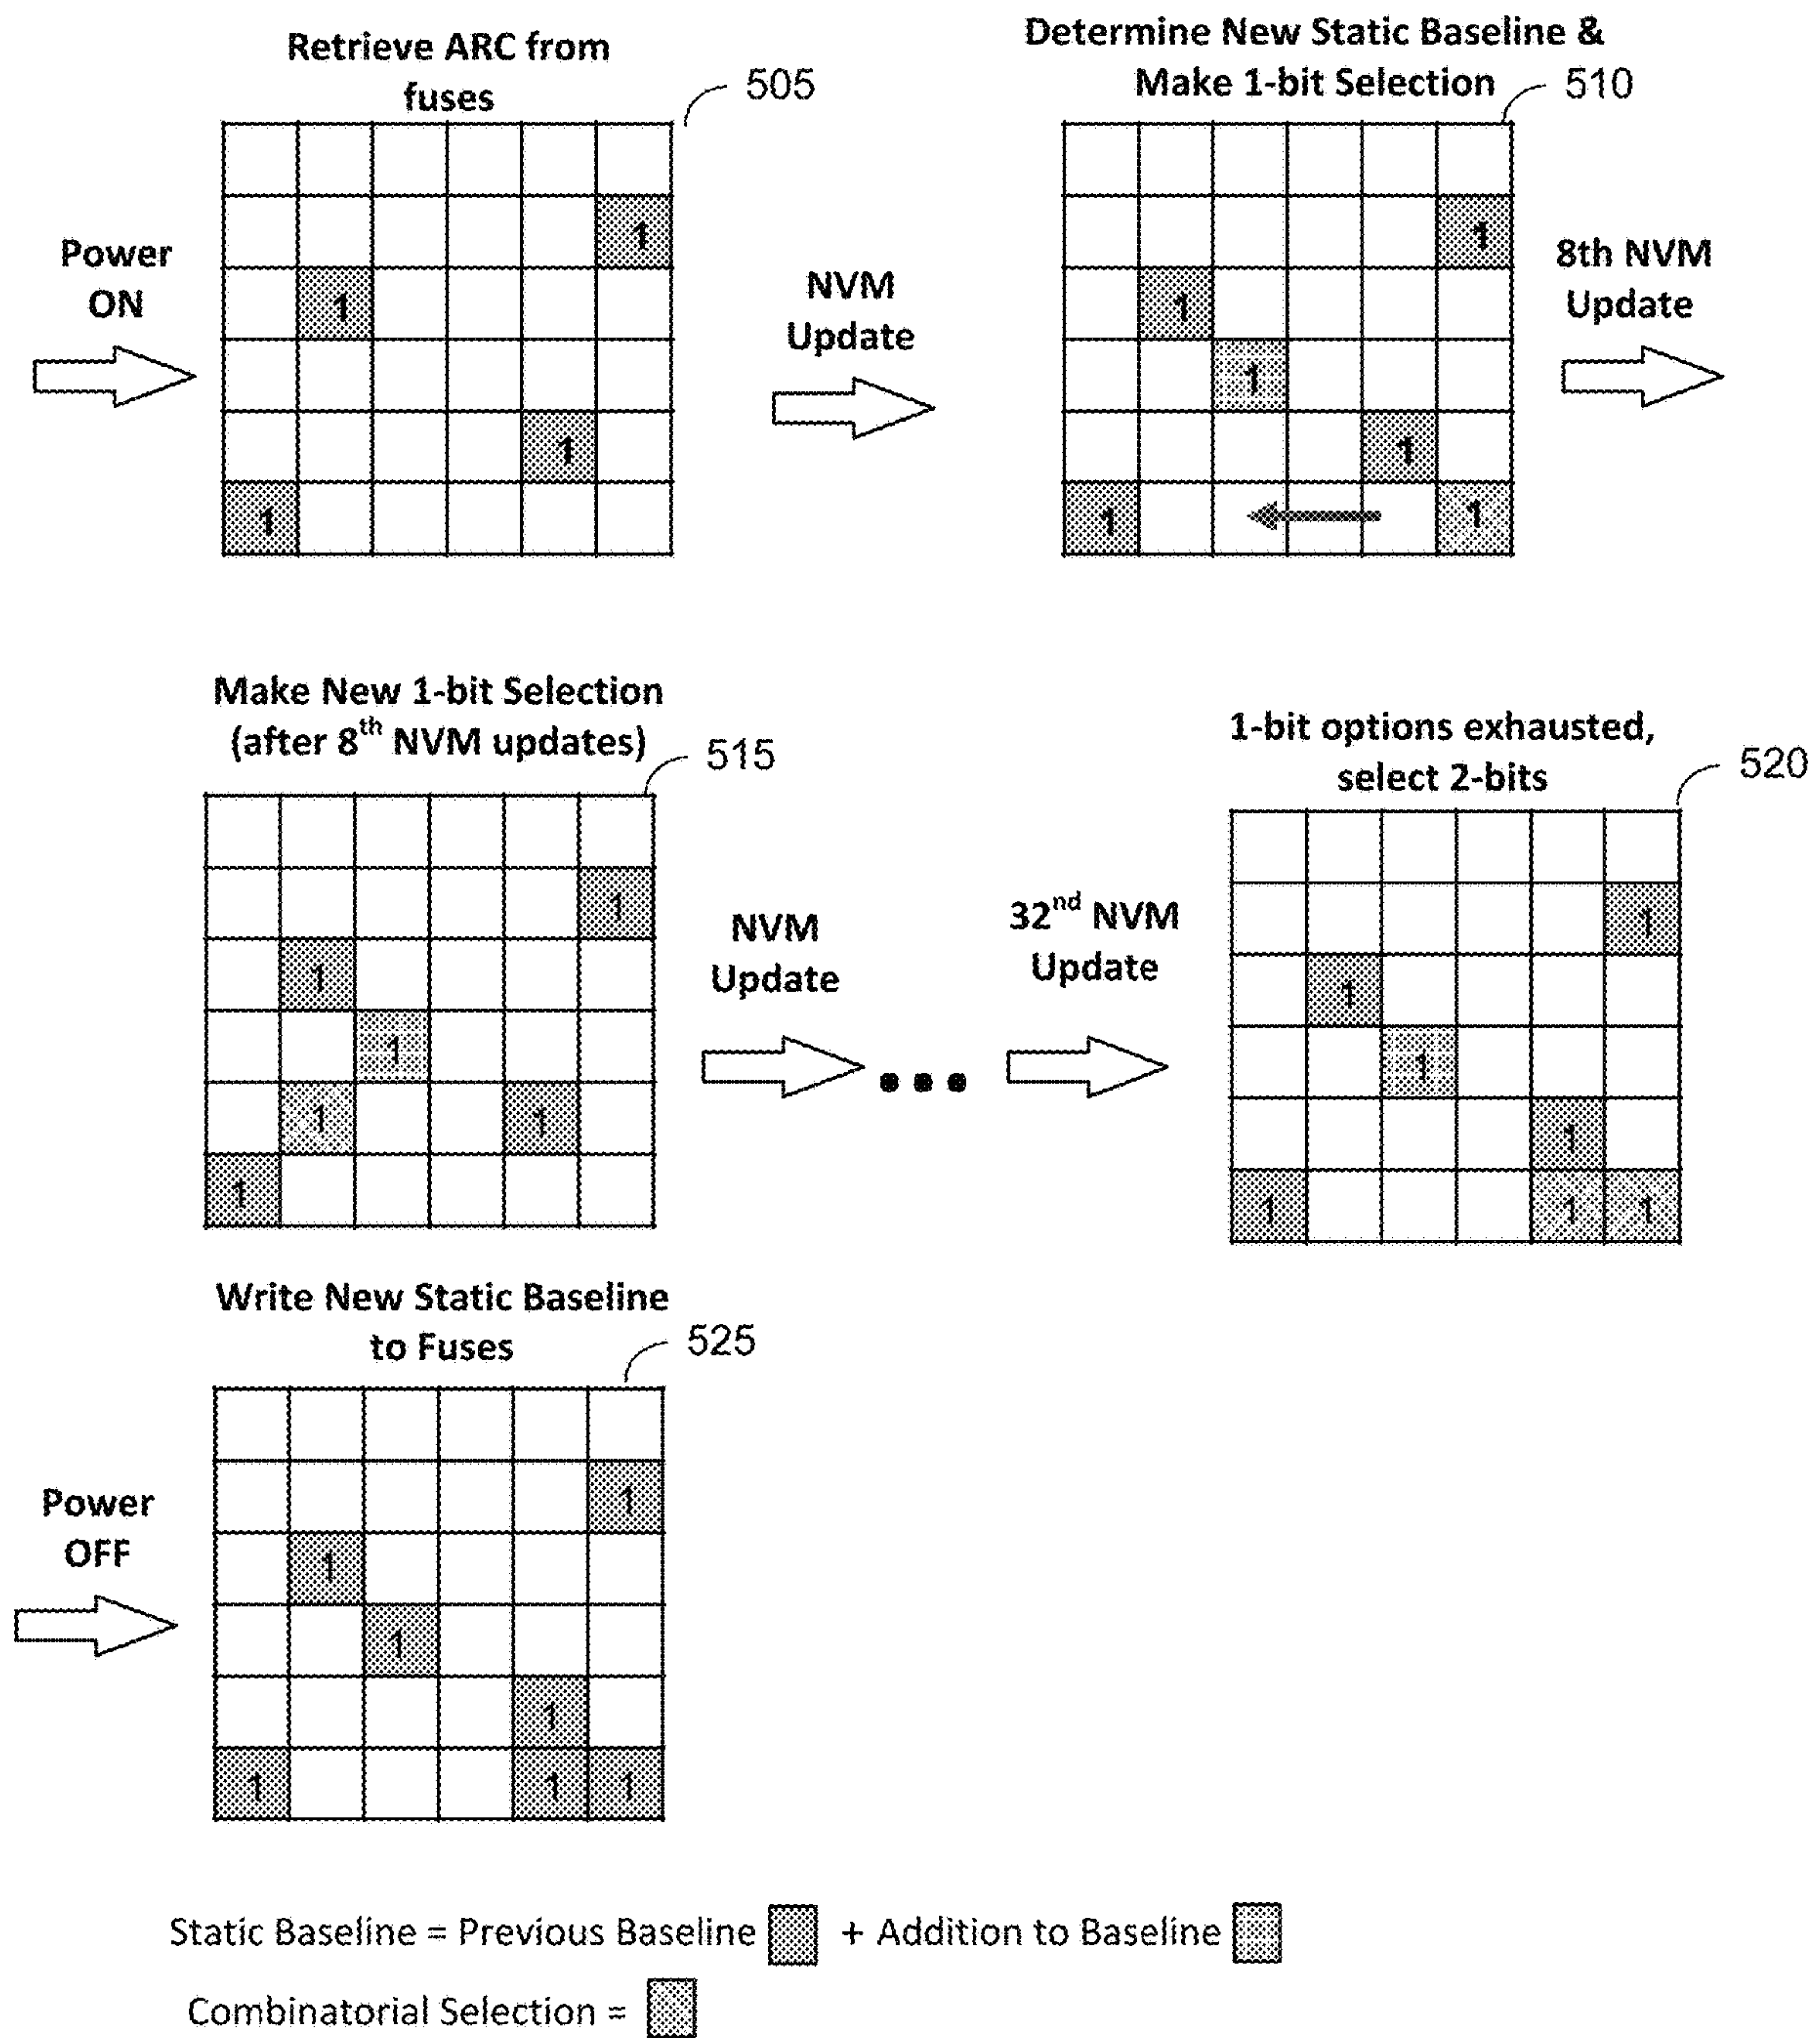 Retrieve ARC from
fuses
505
Determine New Static Baseline &
Make 1-bit Selection
510
Power
ON
1
1
1
1
NVM
Update
1
1
1
1
1
1
8th NVM
Update
Make New 1-bit Selection
(after 8th NVM updates)
515
1-bit options exhausted,
select 2-bits
520
1
1
1
1
1
1
NVM
Update
32nd NVM
Update
1
1
1
1
1
1
1
Write New Static Baseline
to Fuses
525
Power
OFF
1
1
1
1
1
1
1
Static Baseline = Previous Baseline + Addition to Baseline
Combinatorial Selection =